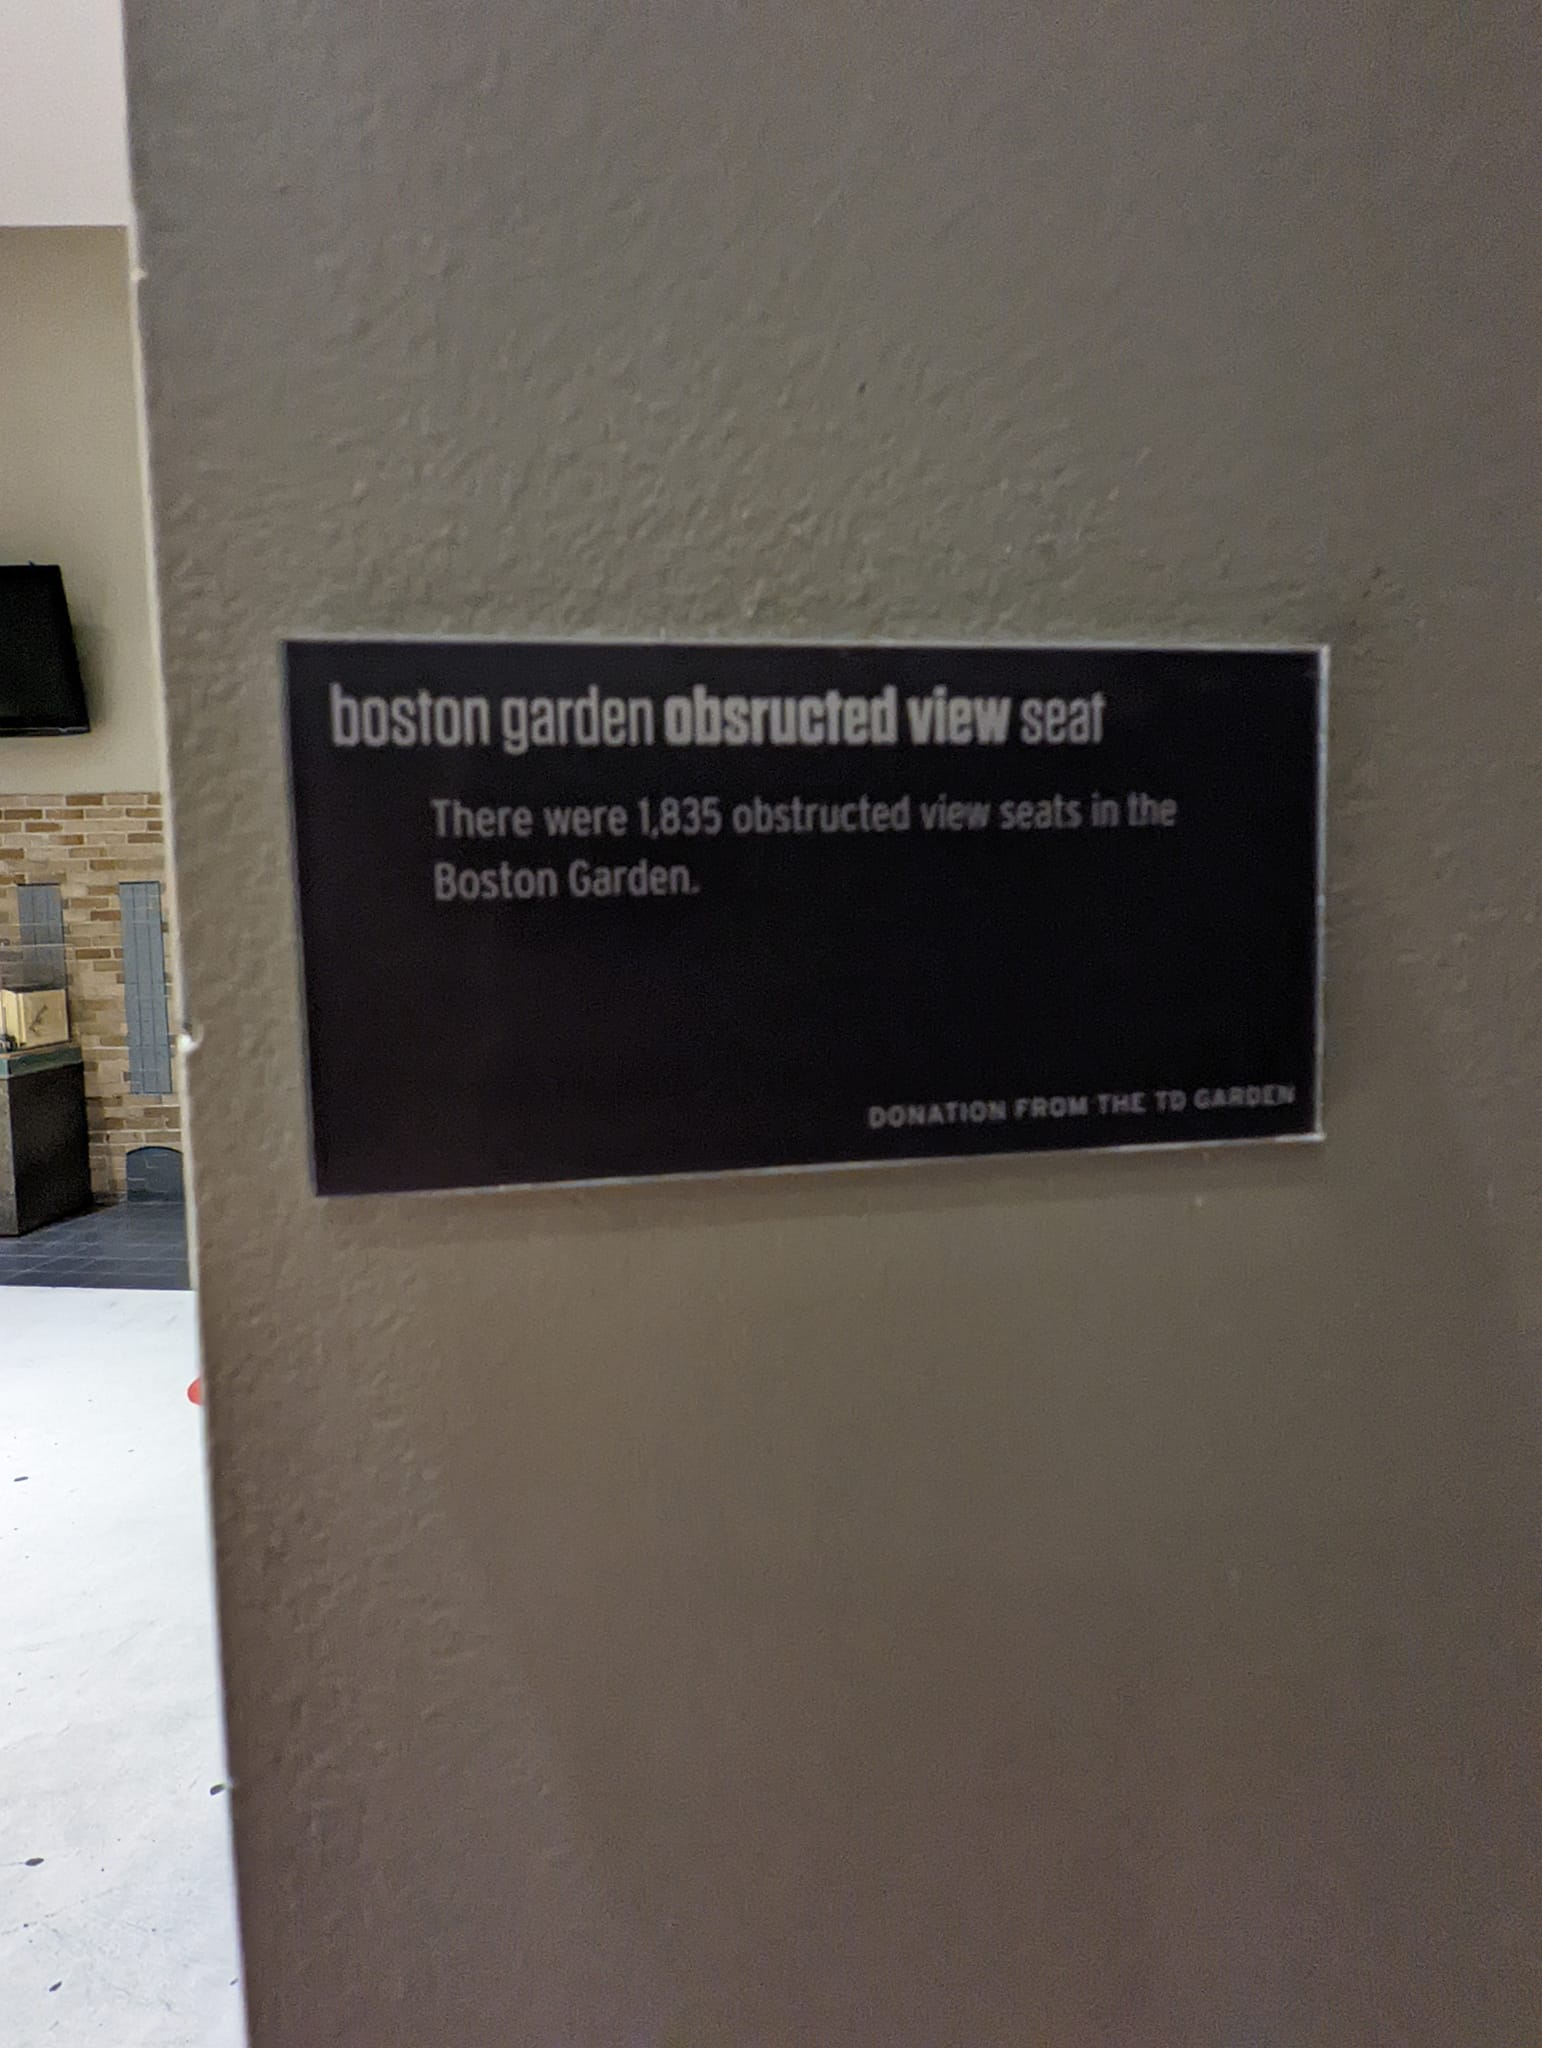 boston garden obsructed view seat
There were 1,835 obstructed view seats in the
Boston Garden.
DONATION FROM THE TD GARDEN